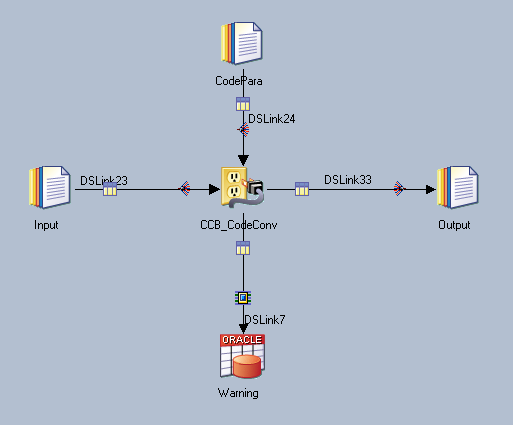 CodePara
DSLink24
DSLink23
DSLink33
Input
CCB_CodeConv
Output
DSLink7
ORACLE
Warning